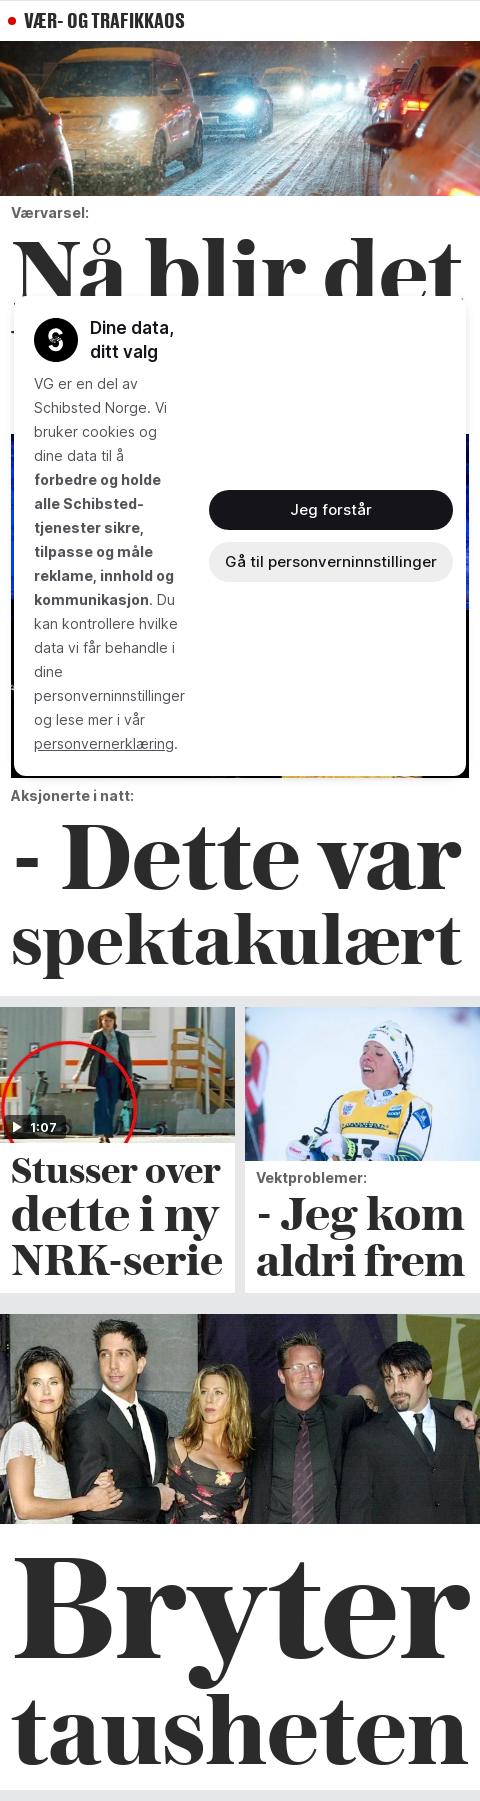 VÆR- OG TRAFIKKAOS
Værvarsel:
Nå blir det
Dine data,
ditt valg
VG er en del av
Schibsted Norge. Vi
bruker cookies og
dine data til å
forbedre og holde
alle Schibsted-
tjenester sikre,
tilpasse og måle
reklame, innhold og
kommunikasjon. Du
kan kontrollere hvilke
data vi får behandle i
dine
personverninnstillinger
og lese mer i vår
personvernerklæring.
Jeg forstår
Gå til personverninnstillinger
Aksjonerte i natt:
- Dette var
spektakulært
1:07
Stusser over
dette i ny
NRK-serie
Vektproblemer:
- Jeg kom
aldri frem
Bryter
tausheten